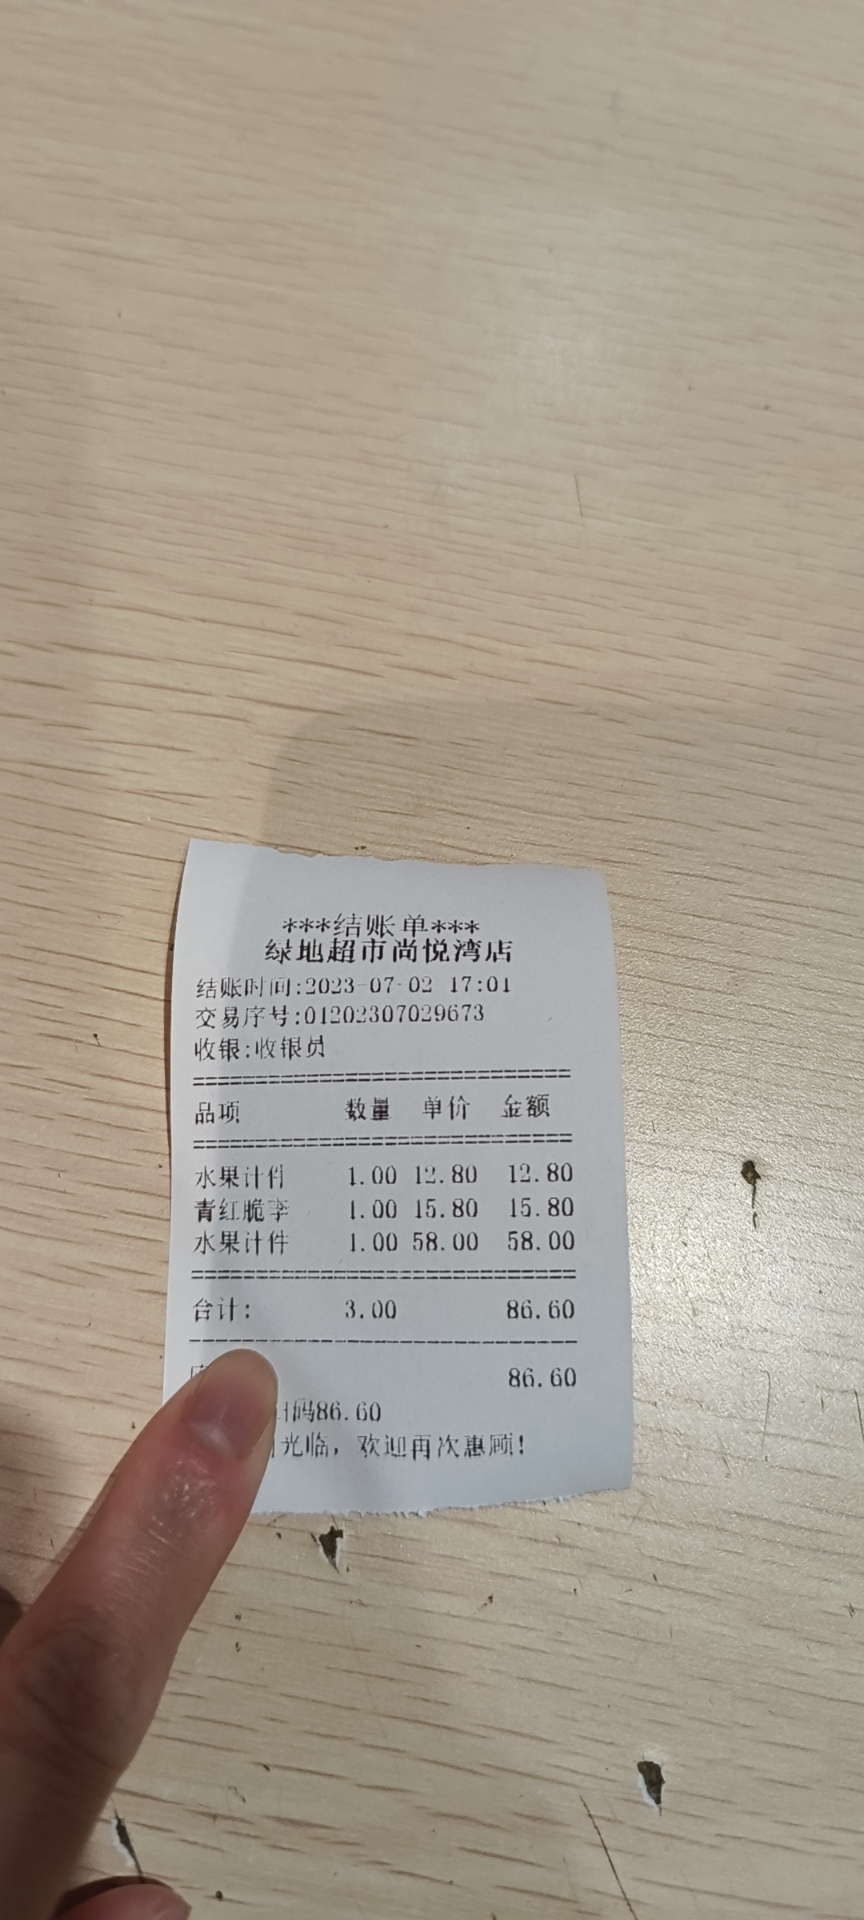 ***结账单***
绿地超市尚悦湾店
结账时间:2023-07-02 17:01
交易序号:01202307029673
收银:收银员
==============================
品项 数量 单价 金额
==============================
水果计件 1.00 12.80 12.80
青红脆李 1.00 15.80 15.80
水果计件 1.00 58.00 58.00
==============================
合计: 3.00 86.60
------------------------------
86.60
码86.60
光临，欢迎再次惠顾!